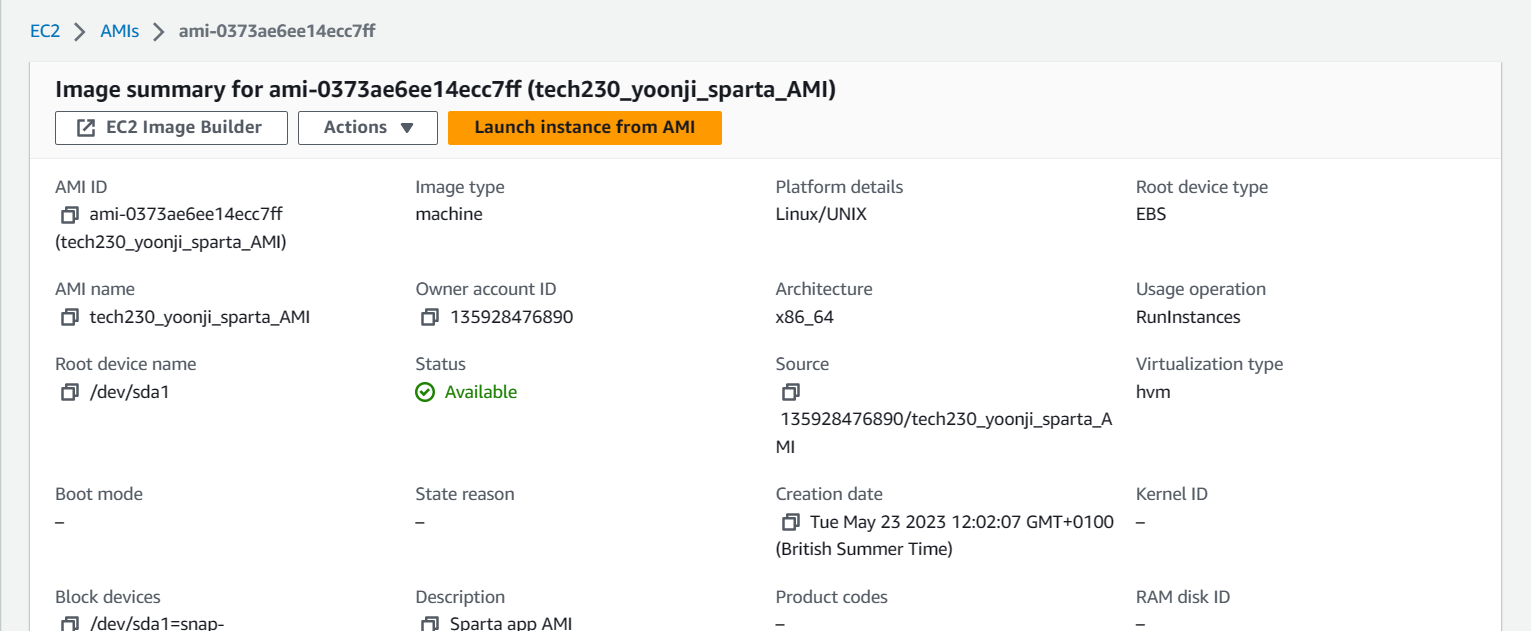 EC2 > AMIs > ami-0373ae6ee14ecc7ff
Image summary for ami-0373ae6ee14ecc7ff (tech230_yoonji_sparta_AMI)
EC2 Image Builder Actions ▼ Launch instance from AMI
AMI ID
ami-0373ae6ee14ecc7ff
(tech230_yoonji_sparta_AMI)
Image type
machine
Platform details
Linux/UNIX
Root device type
EBS
AMI name
tech230_yoonji_sparta_AMI
Owner account ID
135928476890
Architecture
x86_64
Usage operation
RunInstances
Root device name
/dev/sda1
Status
Available
Source
135928476890/tech230_yoonji_sparta_A
MI
Virtualization type
hvm
Boot mode
–
State reason
–
Creation date
Tue May 23 2023 12:02:07 GMT+0100
(British Summer Time)
Kernel ID
–
Block devices
/dev/sda1=snap-
Description
Sparta app AMI
Product codes
–
RAM disk ID
–